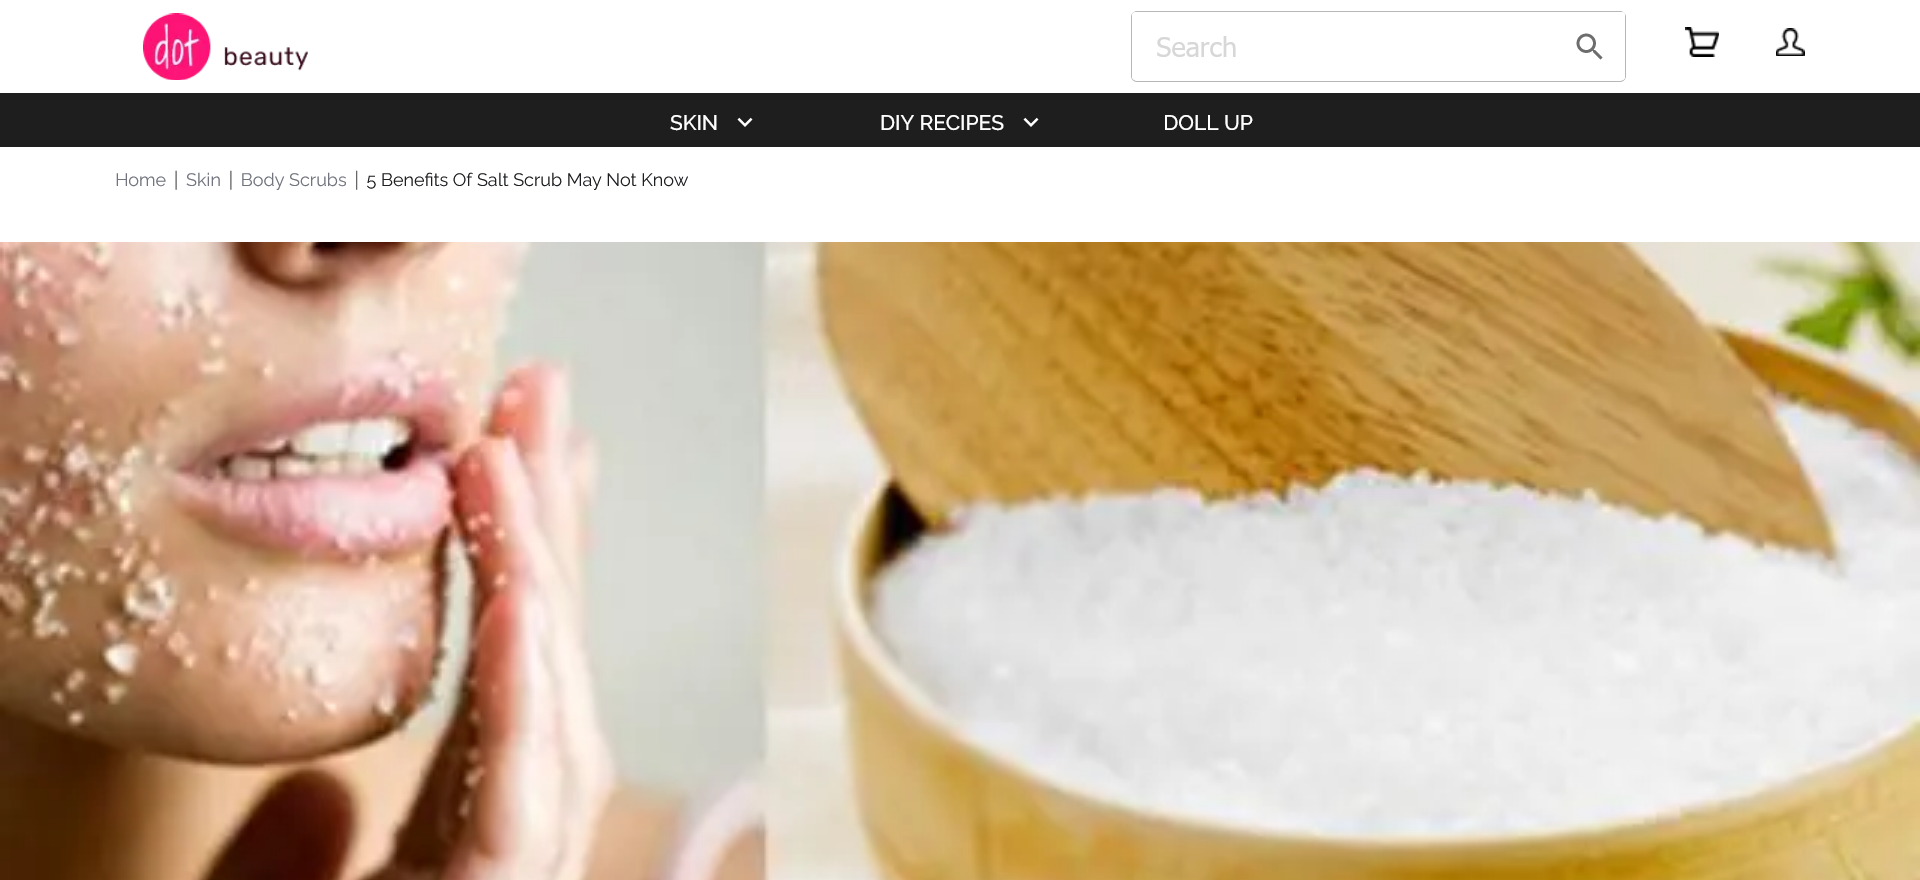 dot beauty
Search
SKIN DIY RECIPES DOLL UP
Home | Skin | Body Scrubs | 5 Benefits Of Salt Scrub May Not Know